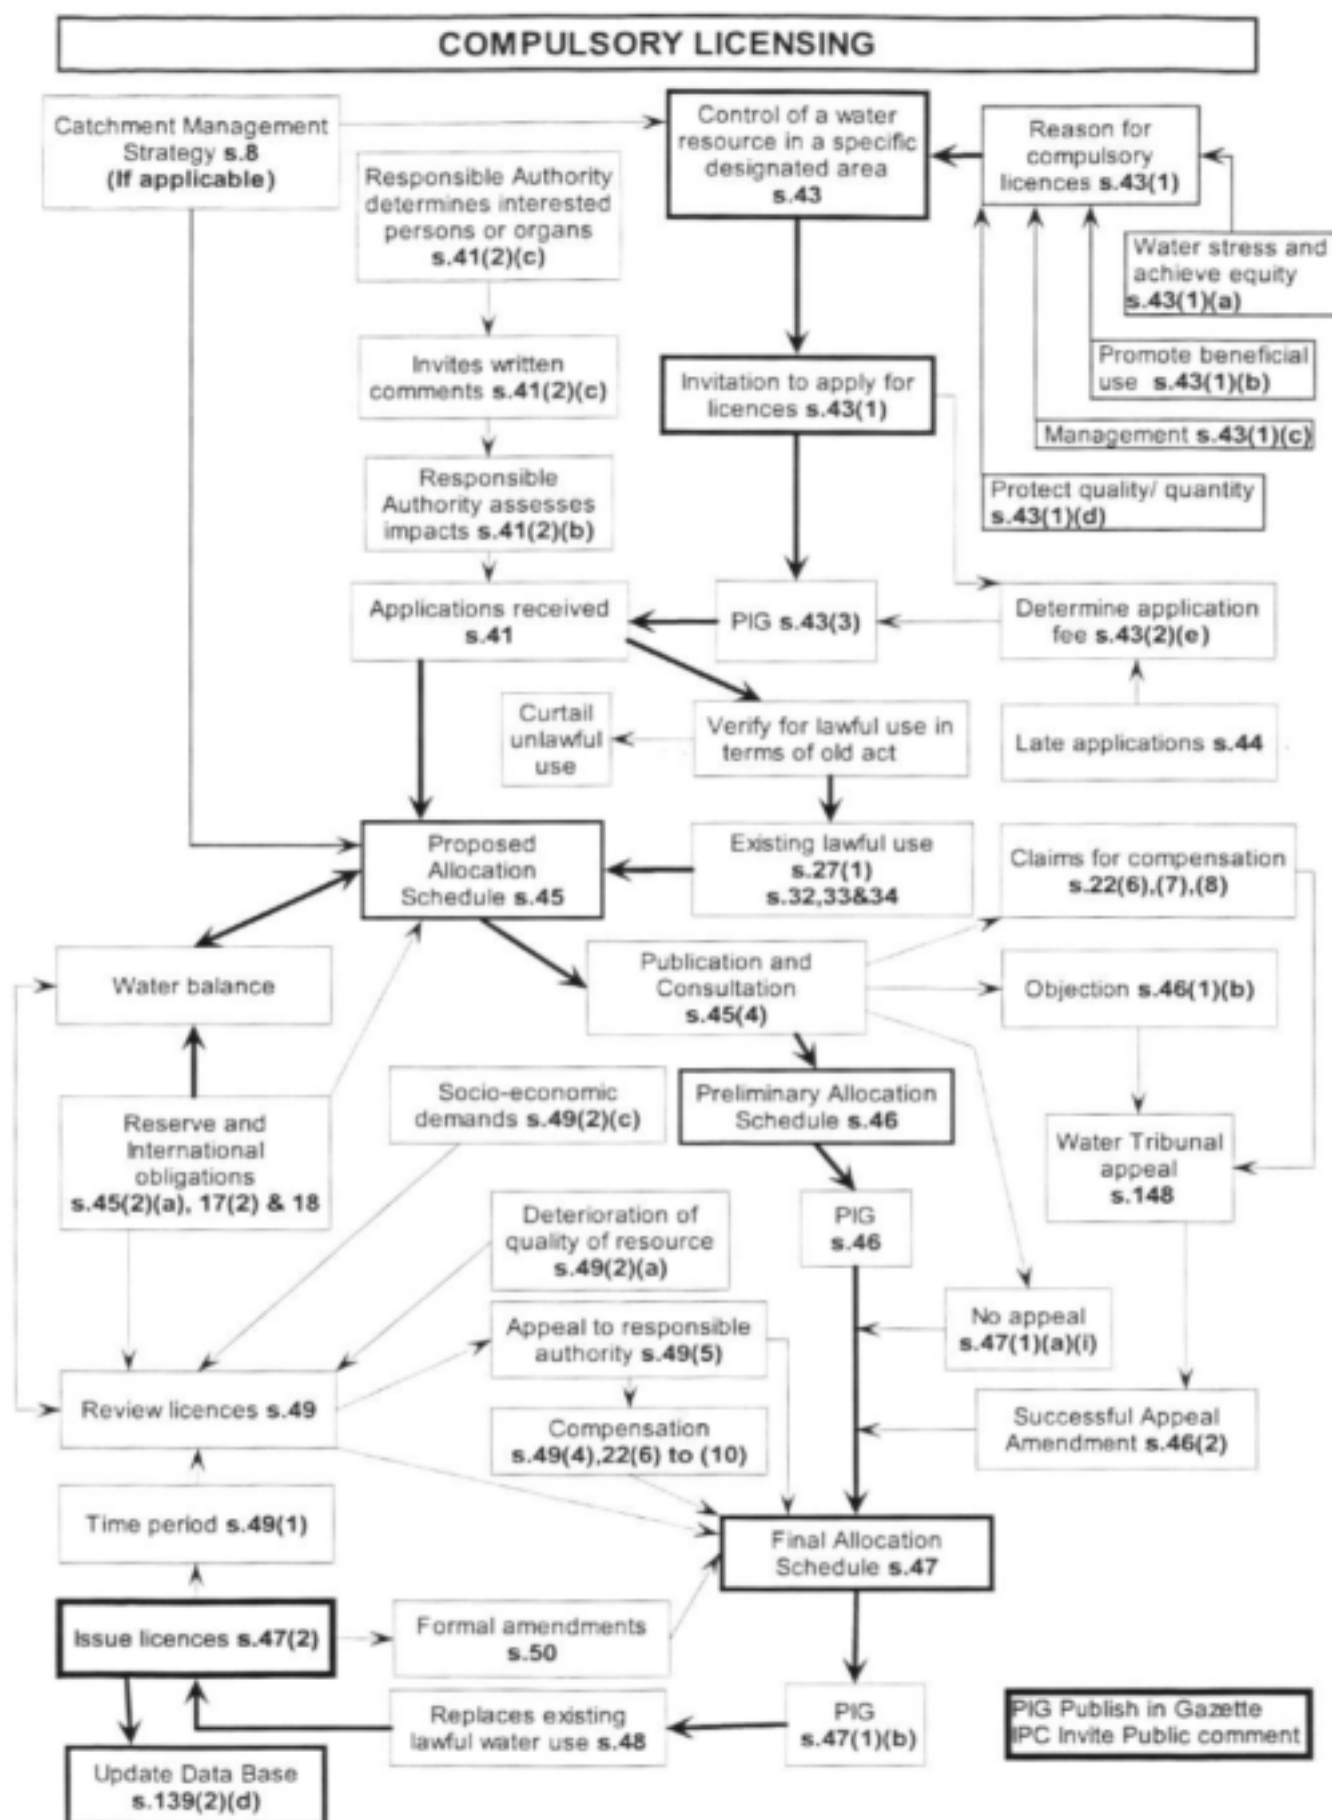 COMPULSORY LICENSING
Catchment Management
Strategy s.8
(If applicable)
Control of a water
resource in a specific
designated area
s.43
Reason for
compulsory
licences s.43(1)
Responsible Authority
determines interested
persons or organs
s.41(2)(c)
Water stress and
achieve equity
s.43(1)(a)
Invites written
comments s.41(2)(c)
Invitation to apply for
licences s.43(1)
Promote beneficial
use s.43(1)(b)
Management s.43(1)(c)
Responsible
Authority assesses
impacts s.41(2)(b)
Protect quality/ quantity
s.43(1)(d)
Applications received
s.41
PIG s.43(3)
Determine application
fee s.43(2)(e)
Curtail
unlawful
use
Verify for lawful use in
terms of old act
Late applications s.44
Proposed
Allocation
Schedule s.45
Existing lawful use
s.27(1)
s.32,33&34
Claims for compensation
s.22(6),(7),(8)
Water balance
Publication and
Consultation
s.45(4)
Objection s.46(1)(b)
Reserve and
International
obligations
s.45(2)(a), 17(2) & 18
Socio-economic
demands s.49(2)(c)
Preliminary Allocation
Schedule s.46
Water Tribunal
appeal
s.148
Deterioration of
quality of resource
s.49(2)(a)
PIG
s.46
Appeal to responsible
authority s.49(5)
No appeal
s.47(1)(a)(i)
Review licences s.49
Compensation
s.49(4),22(6) to (10)
Successful Appeal
Amendment s.46(2)
Time period s.49(1)
Final Allocation
Schedule s.47
Issue licences s.47(2)
Formal amendments
s.50
Replaces existing
lawful water use s.48
PIG
s.47(1)(b)
PIG Publish in Gazette
IPC Invite Public comment
Update Data Base
s.139(2)(d)